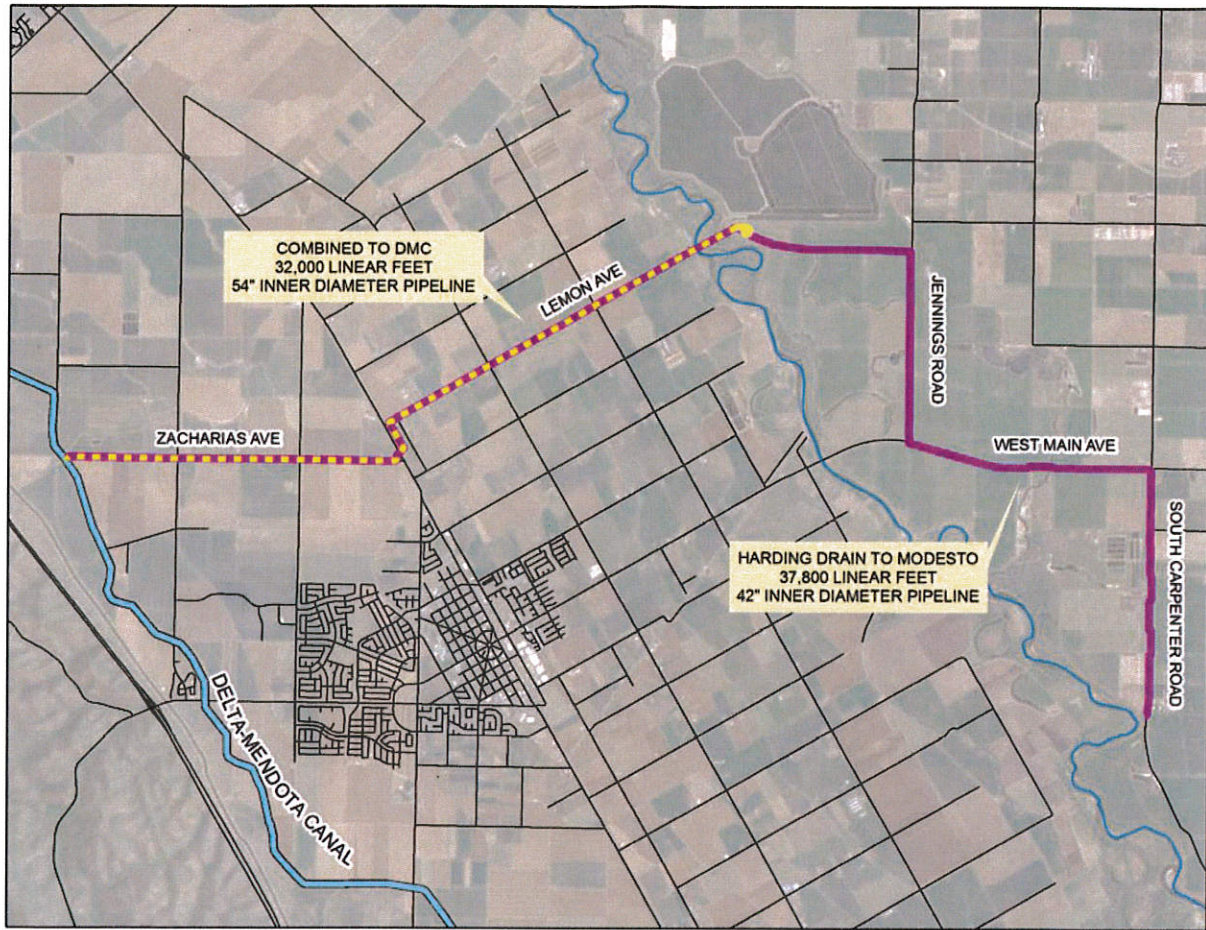 COMBINED TO DMC
32,000 LINEAR FEET
54" INNER DIAMETER PIPELINE
LEMON AVE
JENNINGS ROAD
ZACHARIAS AVE
WEST MAIN AVE
HARDING DRAIN TO MODESTO
37,800 LINEAR FEET
42" INNER DIAMETER PIPELINE
SOUTH CARPENTER ROAD
DELTA-MENDOTA CANAL